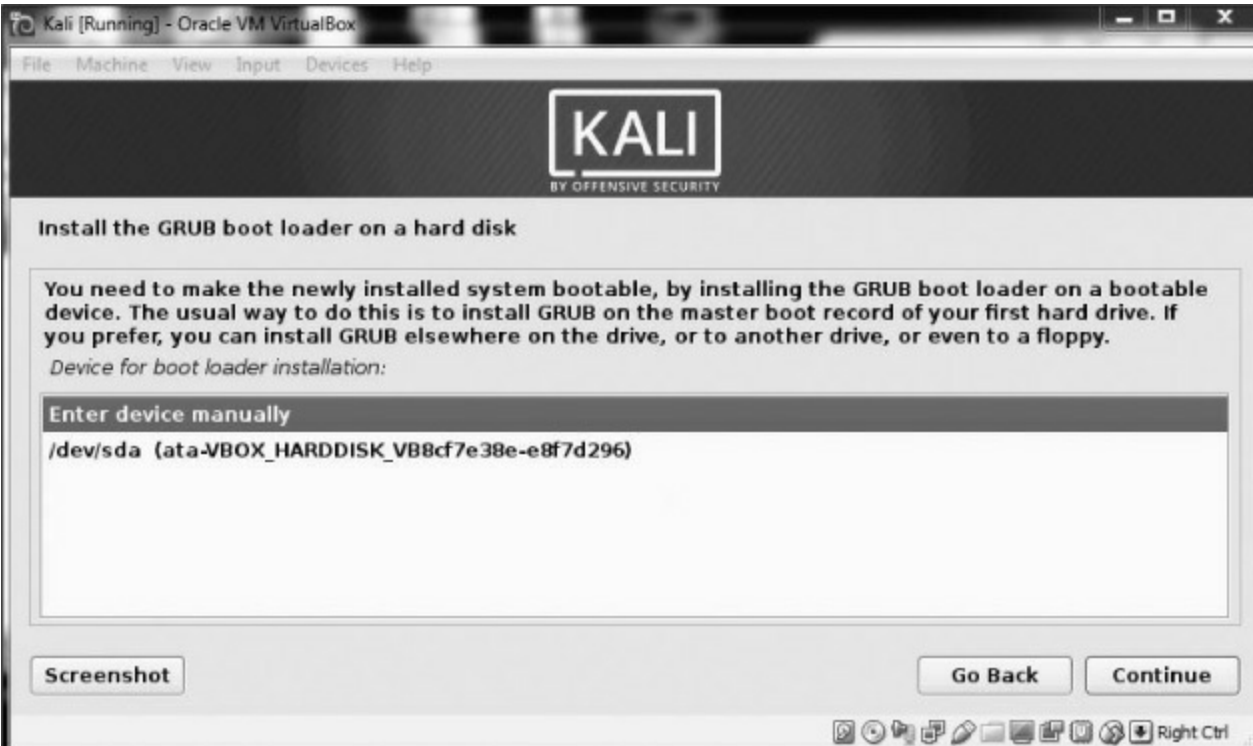 Kali [Running] - Oracle VM VirtualBox
File Machine View Input Devices Help
KALI
BY OFFENSIVE SECURITY
Install the GRUB boot loader on a hard disk
You need to make the newly installed system bootable, by installing the GRUB boot loader on a bootable
device. The usual way to do this is to install GRUB on the master boot record of your first hard drive. If
you prefer, you can install GRUB elsewhere on the drive, or to another drive, or even to a floppy.
Device for boot loader installation:
Enter device manually
/dev/sda (ata-VBOX_HARDDISK_VB8cf7e38e-e8f7d296)
Screenshot
Go Back
Continue
Right Ctrl